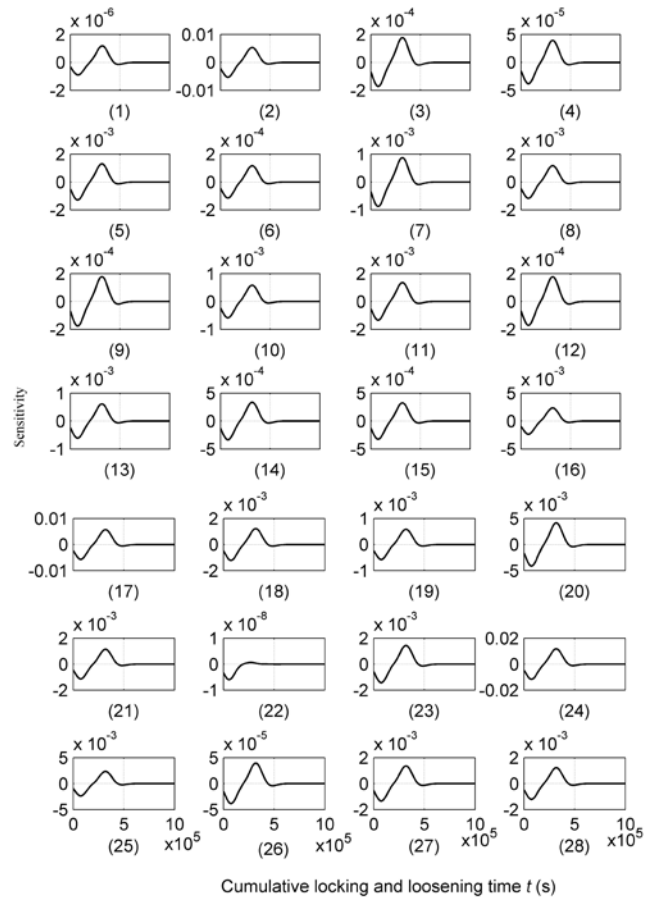 x 10-6 x 10-4 x 10-5
2 0.01 2 5
0 0 0 0
-2 -0.01 -2 -5
(1) (2) (3) (4)
x 10-3 x 10-4 x 10-3 x 10-3
2 2 1 2
0 0 0 0
-2 -2 -1 -2
(5) (6) (7) (8)
x 10-4 x 10-3 x 10-3 x 10-4
2 1 2 2
0 0 0 0
-2 -1 -2 -2
(9) (10) (11) (12)
x 10-3 x 10-4 x 10-4 x 10-3
1 5 5 5
0 0 0 0
-1 -5 -5 -5
(13) (14) (15) (16)
Sensitivity
x 10-3 x 10-3 x 10-3
0.01 2 1 5
0 0 0 0
-0.01 -2 -1 -5
(17) (18) (19) (20)
x 10-3 x 10-8 x 10-3
2 1 2 0.02
0 0 0 0
-2 -1 -2 -0.02
(21) (22) (23) (24)
x 10-3 x 10-5 x 10-3 x 10-3
5 5 2 2
0 0 0 0
-5 -5 -2 -2
0 5 10 0 5 10 0 5 10 0 5 10
(25) x105 (26) x105 (27) x105 (28) x105
Cumulative locking and loosening time t (s)